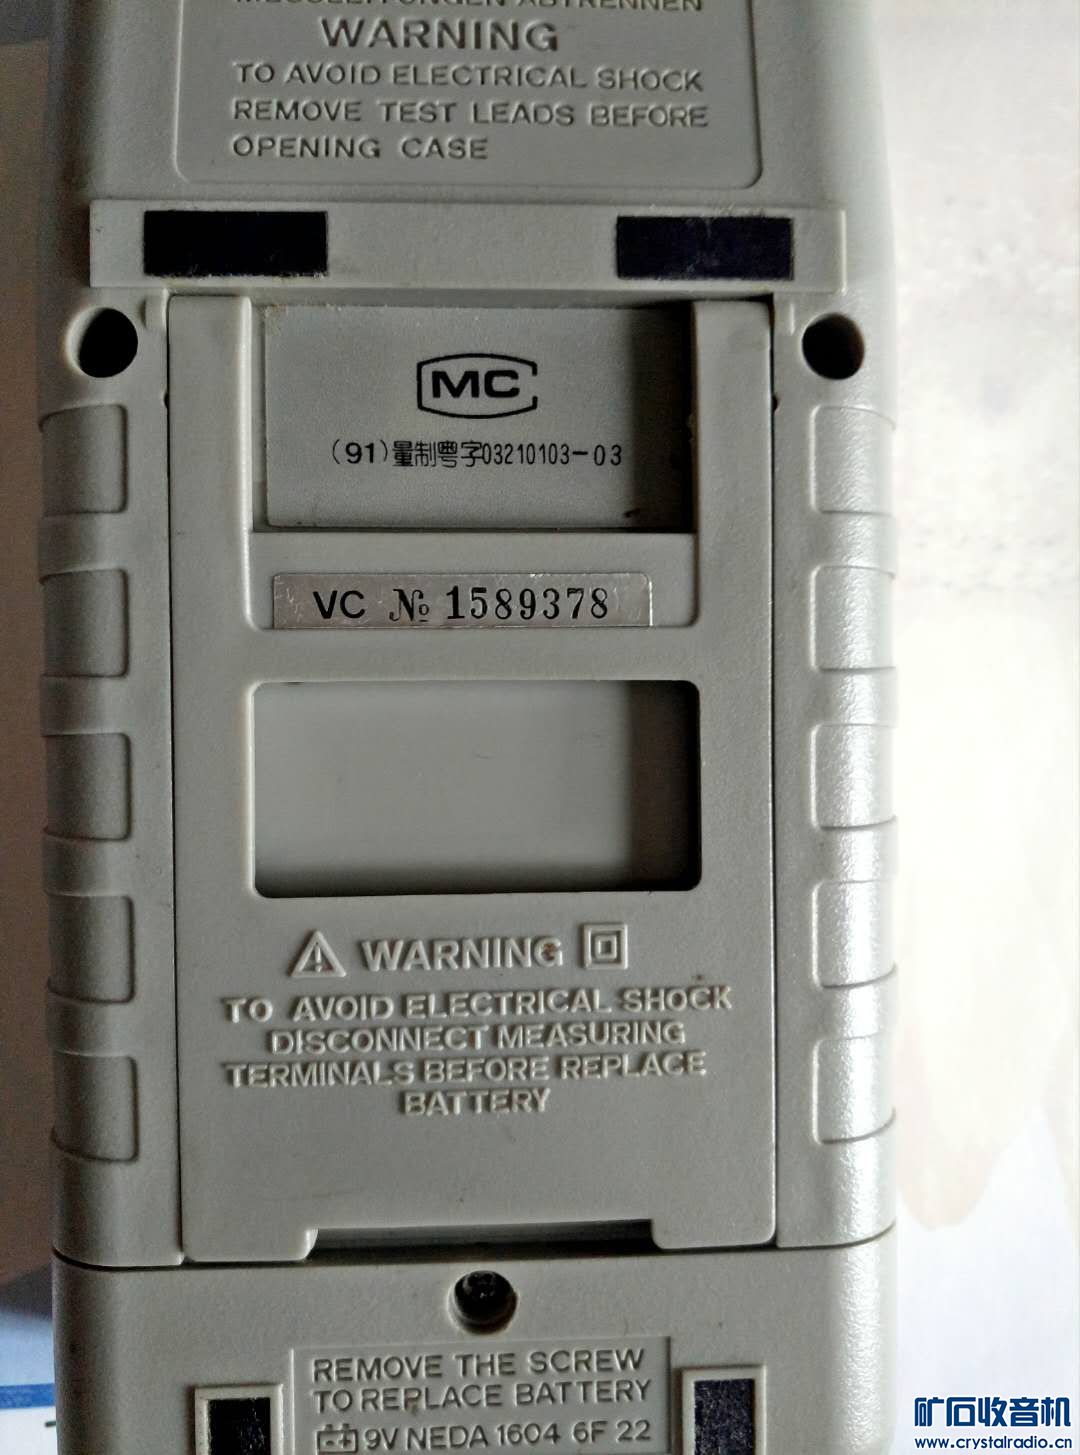 MESSLEITUNGEN ABTRENNEN
WARNING
TO AVOID ELECTRICAL SHOCK
REMOVE TEST LEADS BEFORE
OPENING CASE
MC
(91)量制粤字03210103-03
VC № 1589378
WARNING
TO AVOID ELECTRICAL SHOCK
DISCONNECT MEASURING
TERMINALS BEFORE REPLACE
BATTERY
REMOVE THE SCREW
TO REPLACE BATTERY
9V NEDA 1604 6F 22
矿石收音机
www.crystalradio.cn